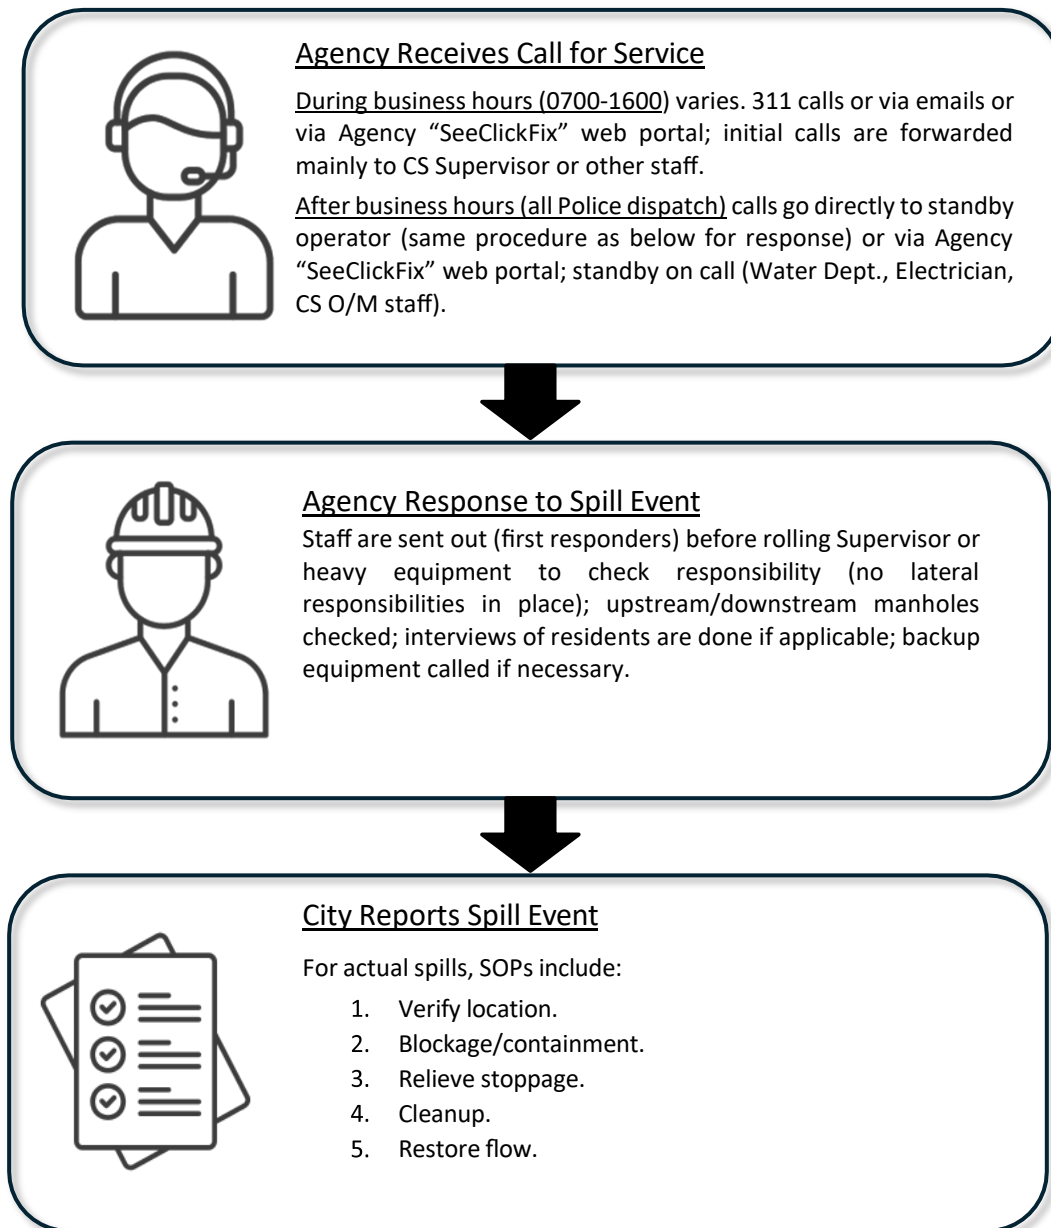 Agency Receives Call for Service
During business hours (0700-1600) varies. 311 calls or via emails or
via Agency “SeeClickFix” web portal; initial calls are forwarded
mainly to CS Supervisor or other staff.
After business hours (all Police dispatch) calls go directly to standby
operator (same procedure as below for response) or via Agency
“SeeClickFix” web portal; standby on call (Water Dept., Electrician,
CS O/M staff).
Agency Response to Spill Event
Staff are sent out (first responders) before rolling Supervisor or
heavy equipment to check responsibility (no lateral
responsibilities in place); upstream/downstream manholes
checked; interviews of residents are done if applicable; backup
equipment called if necessary.
City Reports Spill Event
For actual spills, SOPs include:
1. Verify location.
2. Blockage/containment.
3. Relieve stoppage.
4. Cleanup.
5. Restore flow.